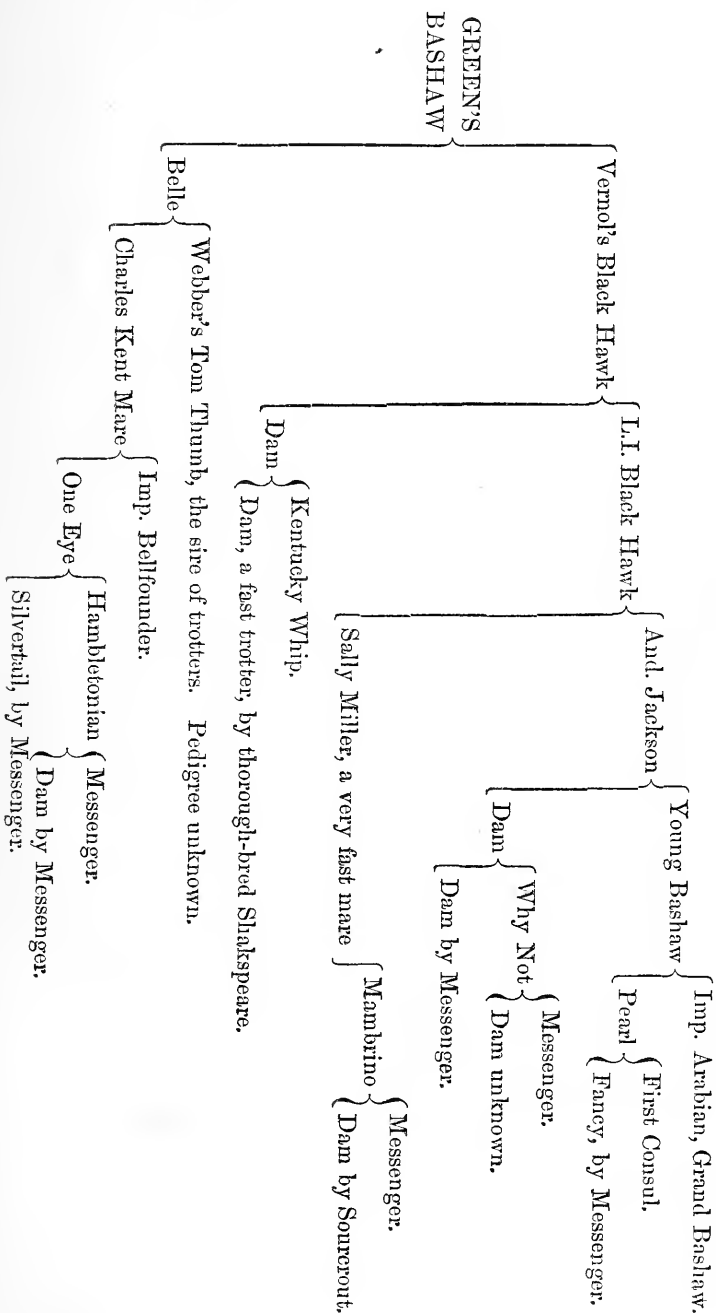 GREEN'S
BASHAW
Vernol's Black Hawk
L.I. Black Hawk
And. Jackson
Young Bashaw
Imp. Arabian, Grand Bashaw.
Pearl
First Consul.
Fancy, by Messenger.
Dam
Why Not
Messenger.
Dam unknown.
Dam by Messenger.
Sally Miller, a very fast mare
Mambrino
Messenger.
Dam by Sourcrout.
Dam
Kentucky Whip.
Dam, a fast trotter, by thorough-bred Shakspeare.
Belle
Webber's Tom Thumb, the sire of trotters. Pedigree unknown.
Charles Kent Mare
Imp. Bellfounder.
One Eye
Hambletonian
Messenger.
Dam by Messenger.
Silvertail, by Messenger.